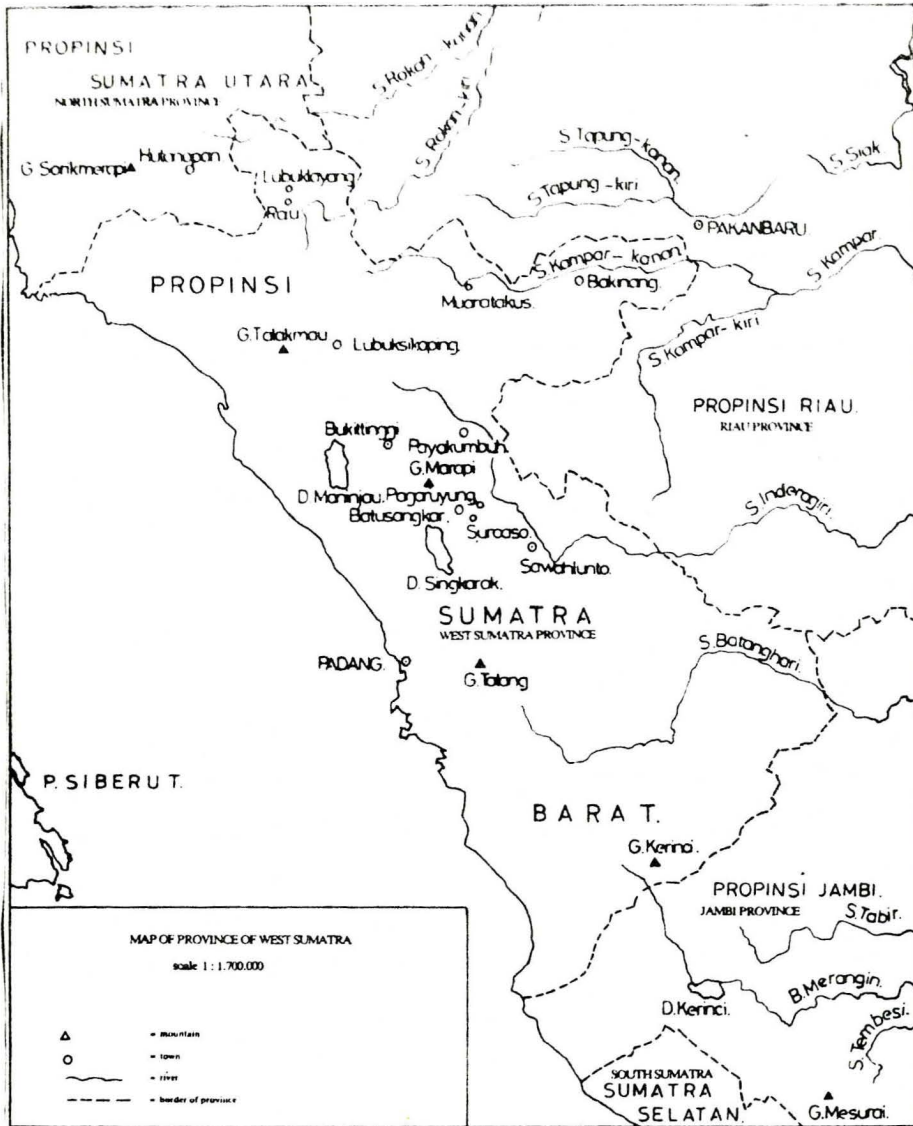 PROPINSI
SUMATRA UTARA
NORTH SUMATRA PROVINCE
S. Rokan - kanan
S. Rokan - kiri
G. Sorikmerapi
Hutanopan
Lubuklayang
Rau
S. Tapung - kanan.
S. Tapung - kiri
S. Siak.
PAKANBARU
S. Kampar - kanan.
S. Kampar.
PROPINSI
Muaratakus.
Bakinang.
G. Talakmau
Lubuksikaping.
S. Kampar - kiri
PROPINSI RIAU.
RIAU PROVINCE
Bukittinggi
Payakumbuh.
G. Marapi
D. Maninjau.
Pagaruyung.
Batusangkar.
Suroaso.
S. Inderagiri.
Sawahlunto.
D. Singkarak.
SUMATRA
WEST SUMATRA PROVINCE
S. Batanghari.
PADANG.
G. Talang
P. SIBERUT.
BARAT.
G. Kerinci.
PROPINSI JAMBI.
JAMBI PROVINCE
S. Tabir.
MAP OF PROVINCE OF WEST SUMATRA
scale 1 : 1.700.000
= mountain
= town
= river
= border of province
D. Kerinci.
B. Merangin.
S. Tembesi.
SOUTH SUMATRA
SUMATRA
SELATAN.
G. Mesurai.